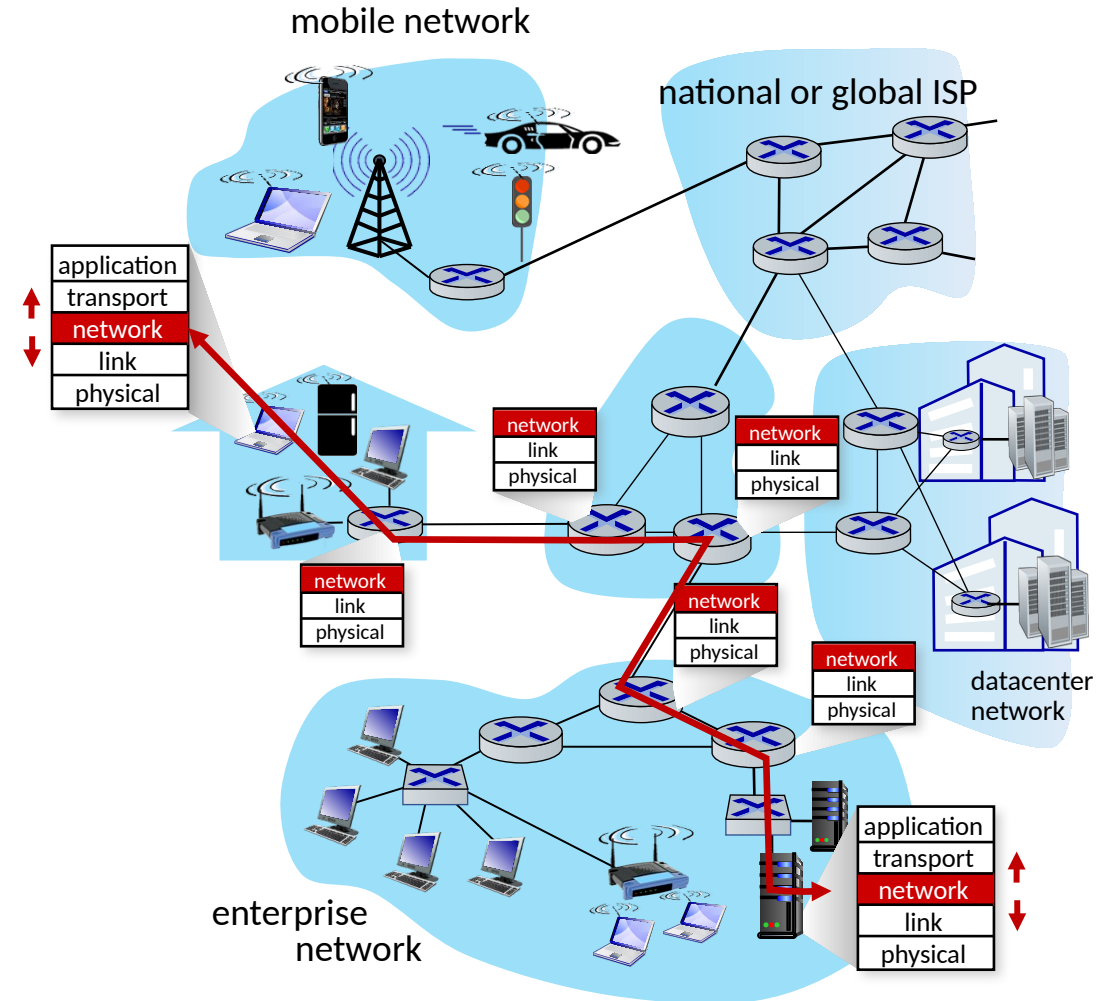 mobile network
national or global ISP
application
transport
network
link
physical
network
link
physical
network
link
physical
network
link
physical
network
link
physical
network
link
physical
datacenter
network
application
transport
network
link
physical
enterprise
network